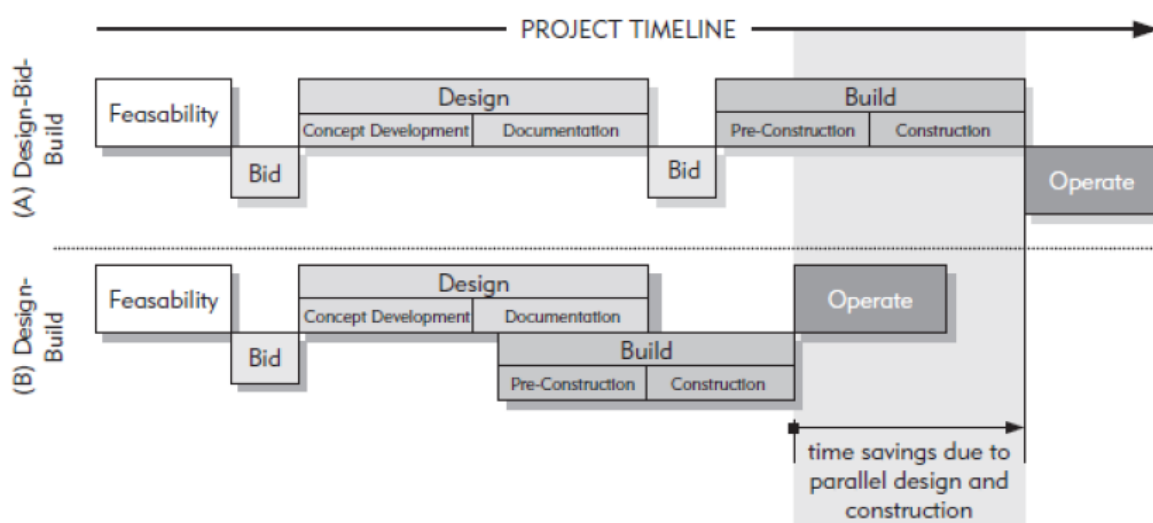 PROJECT TIMELINE
(A) Design-Bid-
Build
Feasability
Bid
Design
Concept Development
Documentation
Bid
Build
Pre-Construction
Construction
Operate
(B) Design-
Build
Feasability
Bid
Design
Concept Development
Documentation
Build
Pre-Construction
Construction
Operate
time savings due to
parallel design and
construction